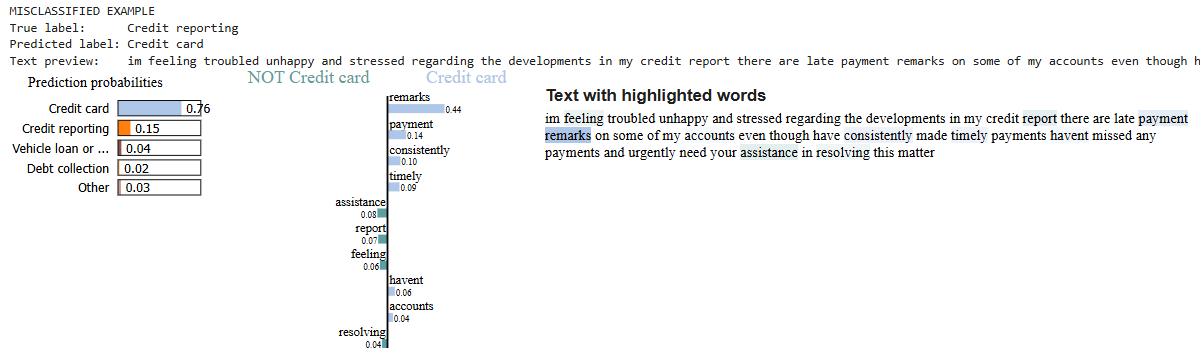 MISCLASSIFIED EXAMPLE
True label: Credit reporting
Predicted label: Credit card
Text preview: im feeling troubled unhappy and stressed regarding the developments in my credit report there are late payment remarks on some of my accounts even though h
Prediction probabilities
Credit card 0.76
Credit reporting 0.15
Vehicle loan or ... 0.04
Debt collection 0.02
Other 0.03
NOT Credit card Credit card
remarks
0.44
payment
0.14
consistently
0.10
timely
0.09
assistance
0.08
report
0.07
feeling
0.06
havent
0.06
accounts
0.04
resolving
0.04
Text with highlighted words
im feeling troubled unhappy and stressed regarding the developments in my credit report there are late payment
remarks on some of my accounts even though have consistently made timely payments havent missed any
payments and urgently need your assistance in resolving this matter